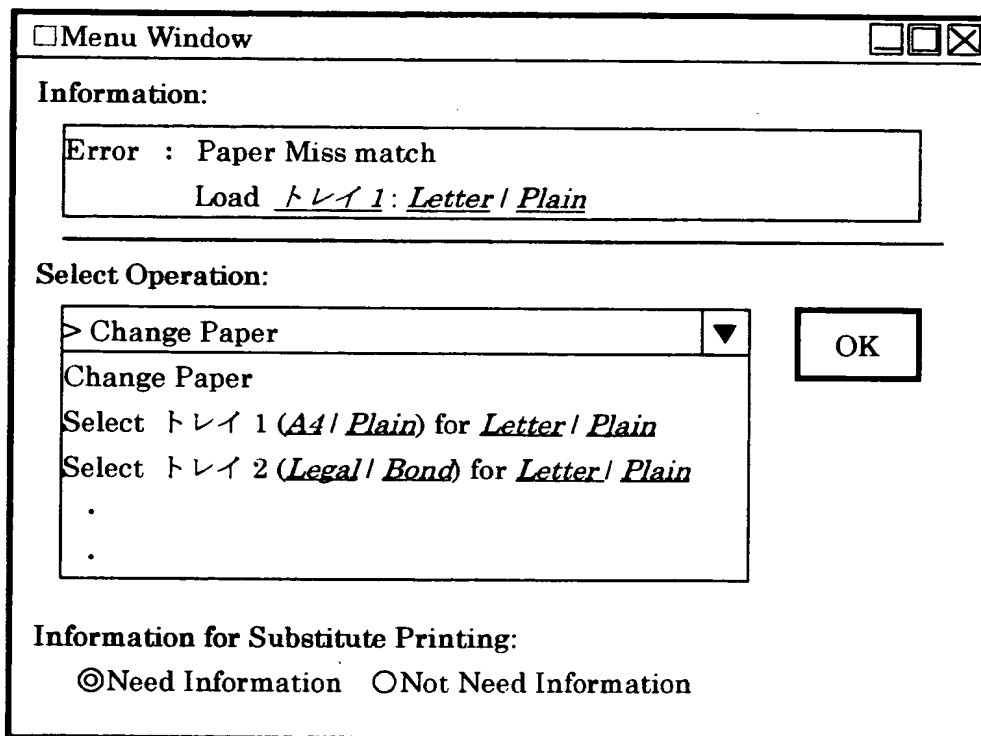 □Menu Window
Information:
Error : Paper Miss match
Load トレイ 1 : Letter / Plain
Select Operation:
> Change Paper ▼
OK
Change Paper
Select トレイ 1 (A4 / Plain) for Letter / Plain
Select トレイ 2 (Legal / Bond) for Letter / Plain
.
.
Information for Substitute Printing:
◎Need Information ○Not Need Information